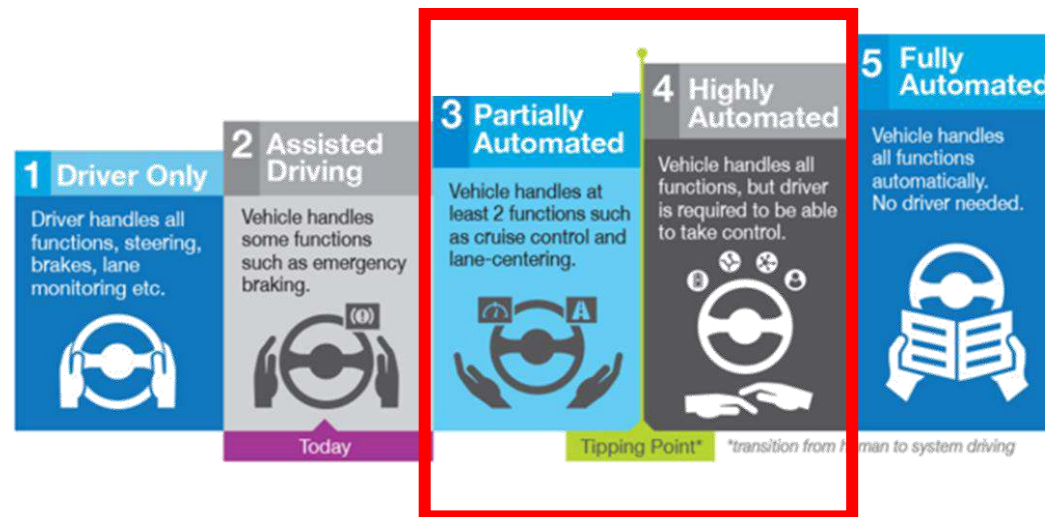 1 Driver Only
Driver handles all
functions, steering,
brakes, lane
monitoring etc.
2 Assisted
Driving
Vehicle handles
some functions
such as emergency
braking.
Today
3 Partially
Automated
Vehicle handles at
least 2 functions such
as cruise control and
lane-centering.
4 Highly
Automated
Vehicle handles all
functions, but driver
is required to be able
to take control.
Tipping Point*
*transition from human to system driving
5 Fully
Automated
Vehicle handles
all functions
automatically.
No driver needed.